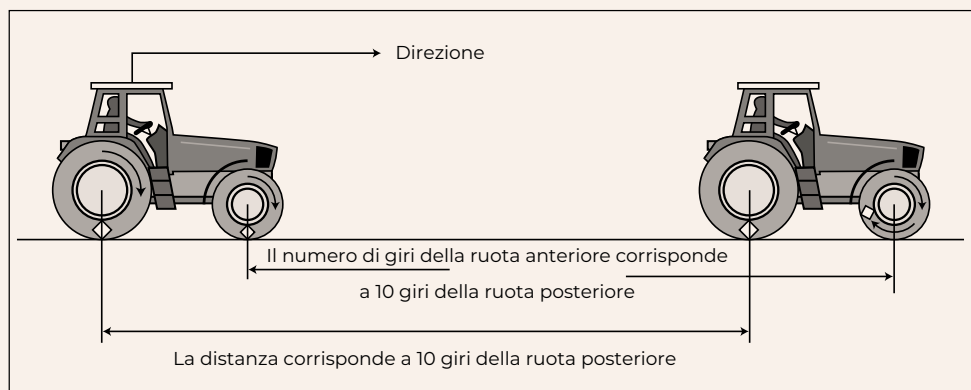 Direzione
Il numero di giri della ruota anteriore corrisponde
a 10 giri della ruota posteriore
La distanza corrisponde a 10 giri della ruota posteriore